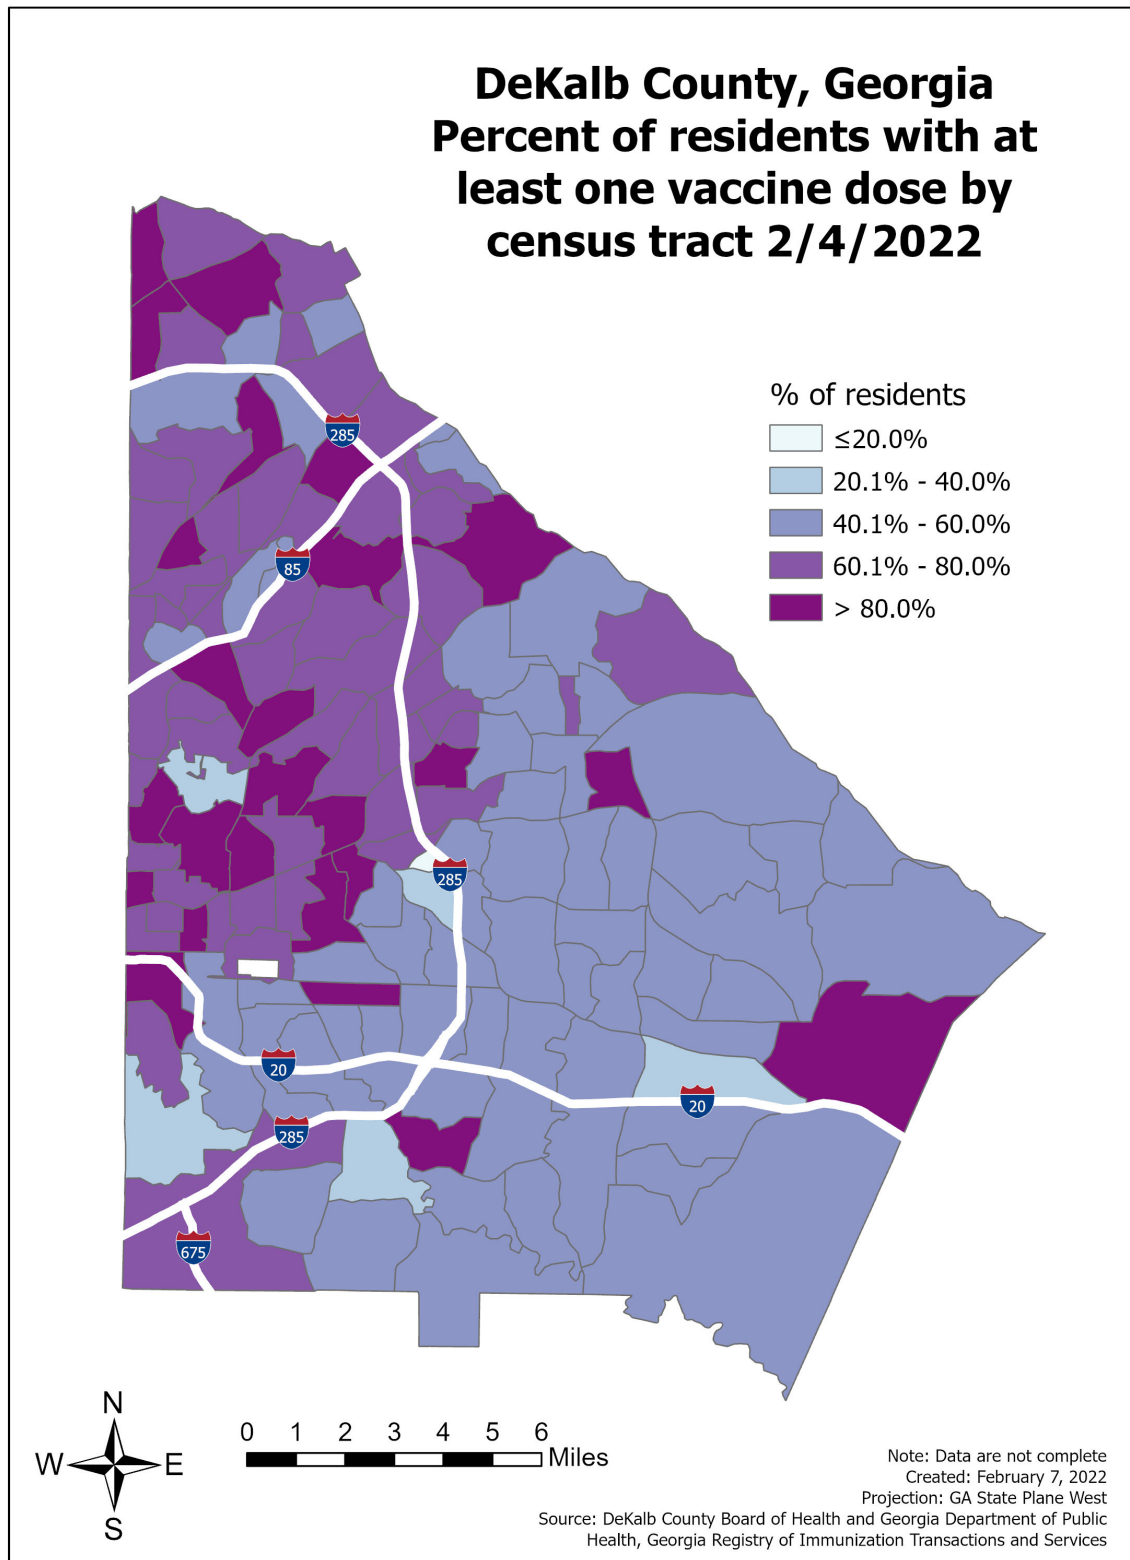 DeKalb County, Georgia
Percent of residents with at
least one vaccine dose by
census tract 2/4/2022
% of residents
≤20.0%
20.1% - 40.0%
40.1% - 60.0%
60.1% - 80.0%
> 80.0%
285
85
285
20
20
285
675
N
W E
S
0 1 2 3 4 5 6
Miles
Note: Data are not complete
Created: February 7, 2022
Projection: GA State Plane West
Source: DeKalb County Board of Health and Georgia Department of Public
Health, Georgia Registry of Immunization Transactions and Services